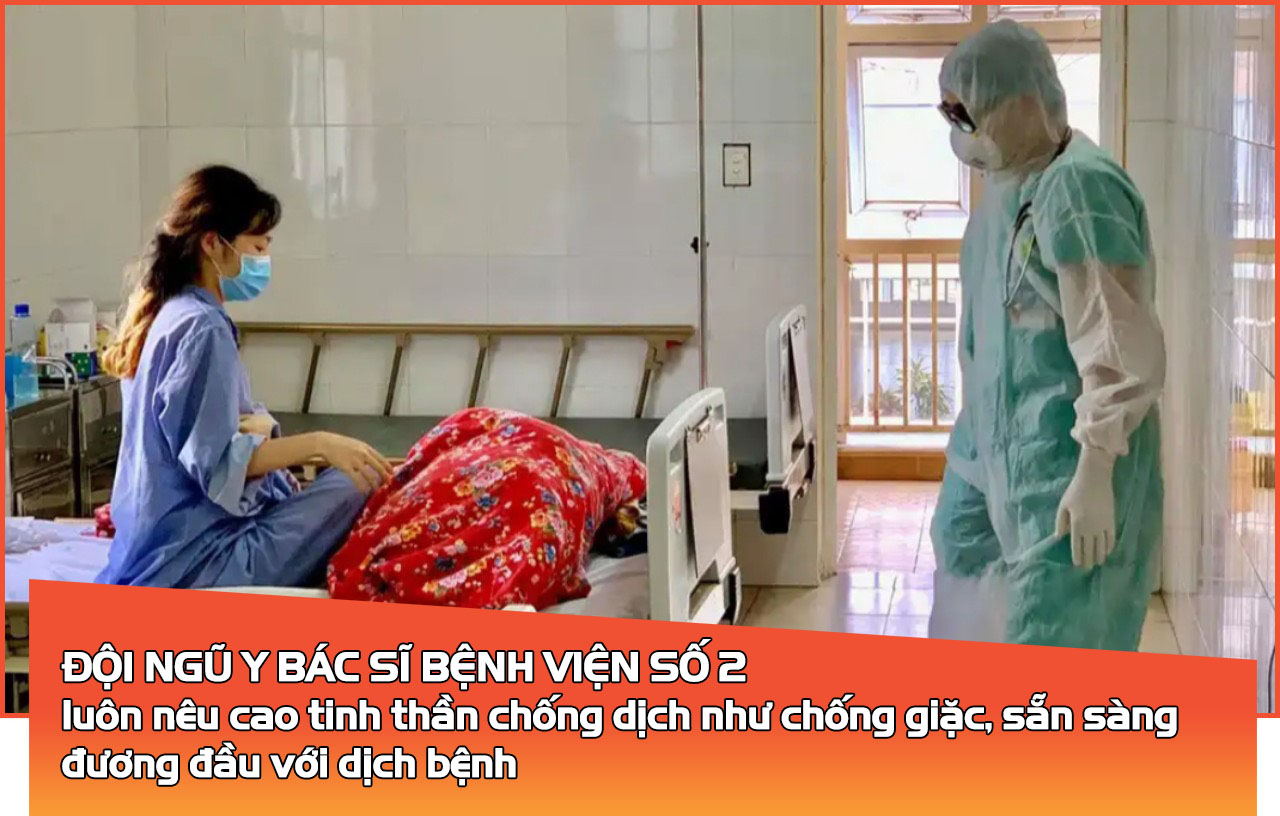 ĐỘI NGŨ Y BÁC SĨ BỆNH VIỆN SỐ 2
luôn nêu cao tinh thần chống dịch như chống giặc, sẵn sàng
đương đầu với dịch bệnh